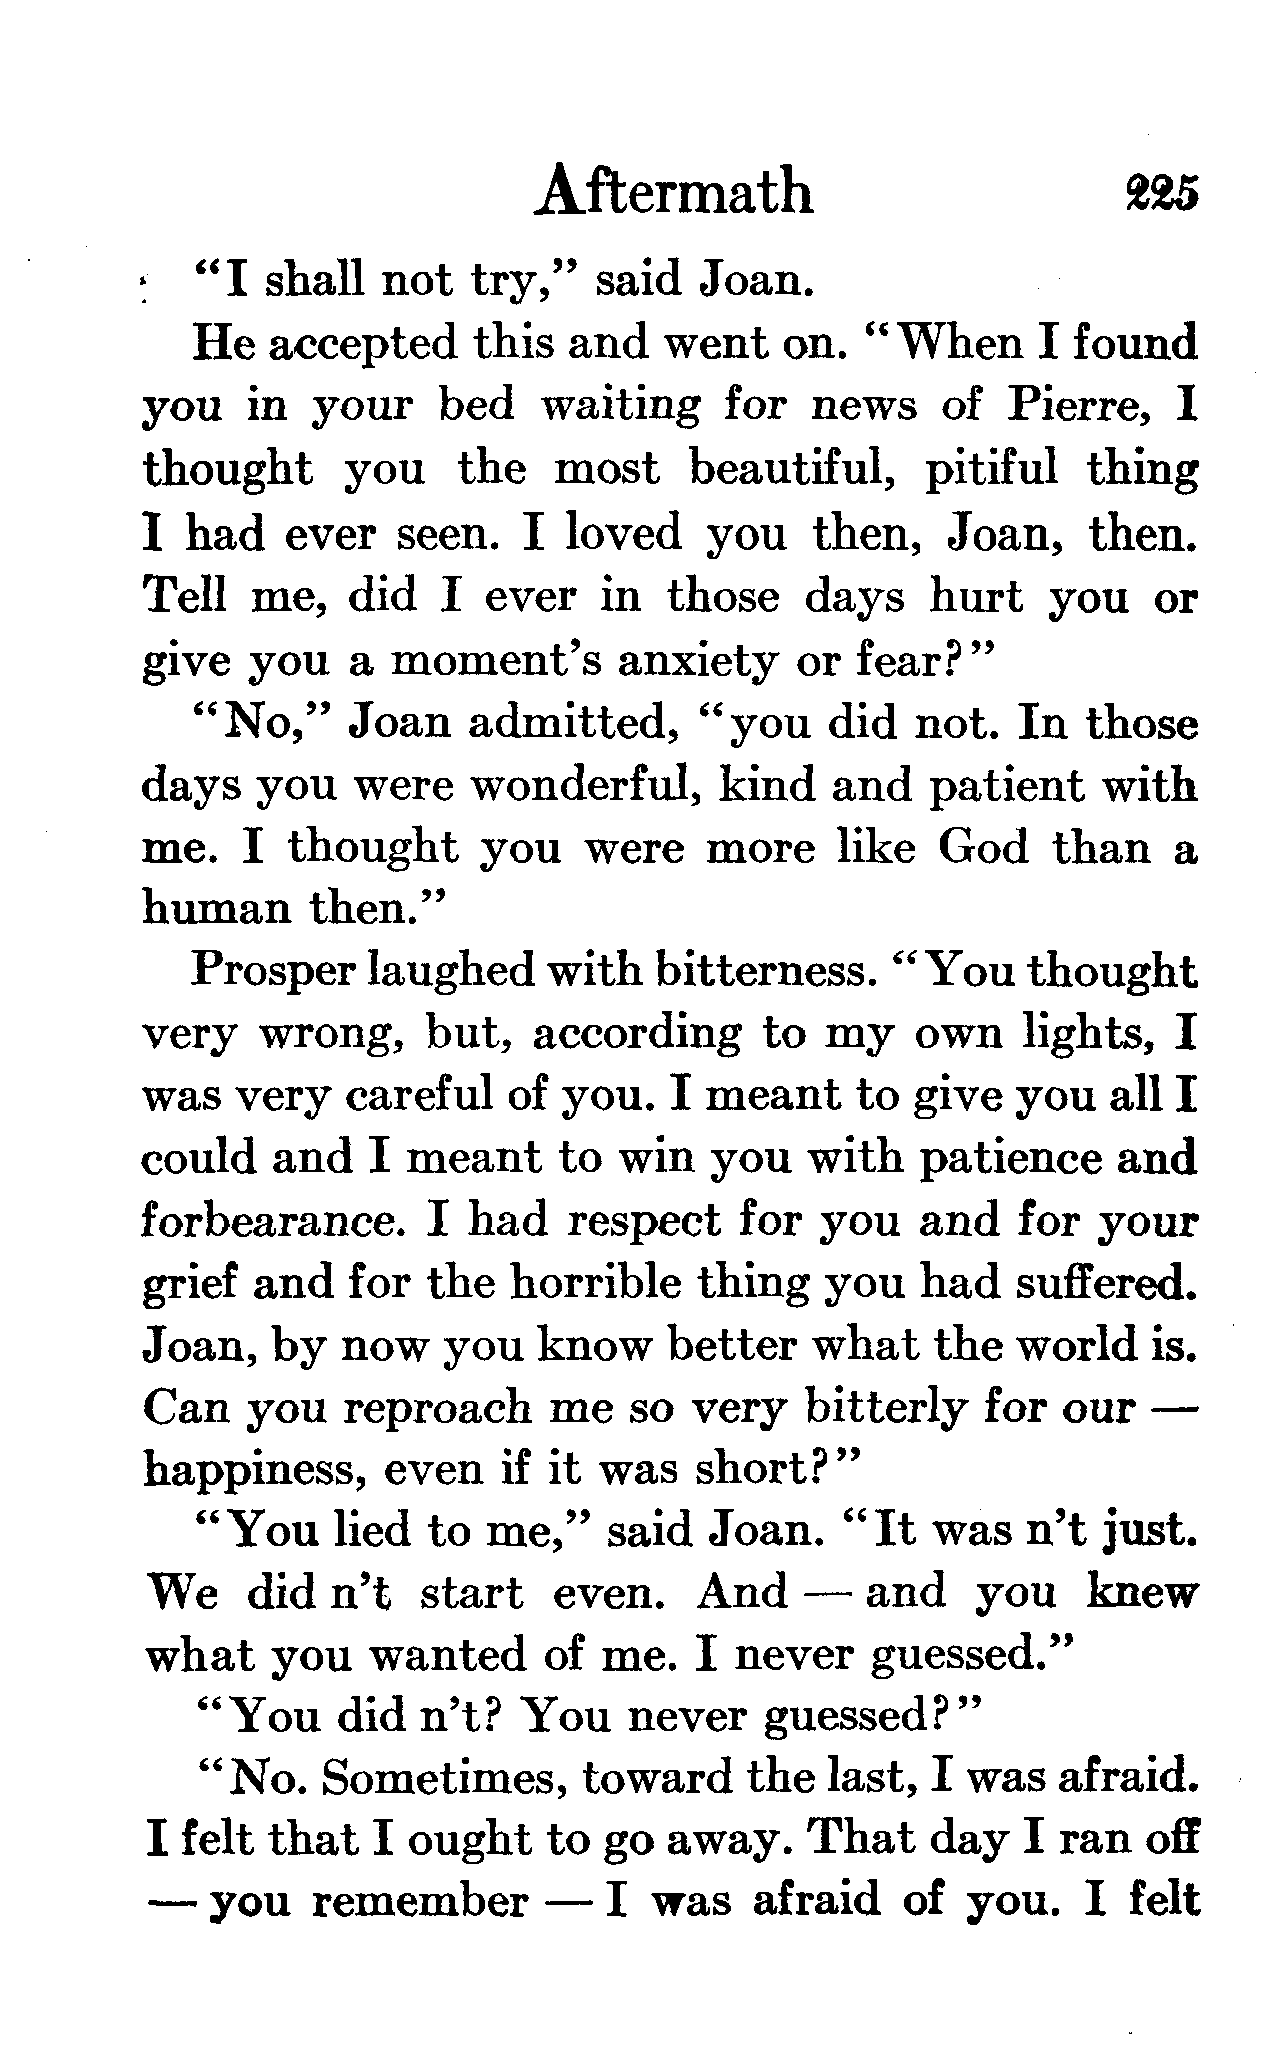 Aftermath 225
"I shall not try," said Joan.
He accepted this and went on. "When I found
you in your bed waiting for news of Pierre, I
thought you the most beautiful, pitiful thing
I had ever seen. I loved you then, Joan, then.
Tell me, did I ever in those days hurt you or
give you a moment's anxiety or fear?"
"No," Joan admitted, "you did not. In those
days you were wonderful, kind and patient with
me. I thought you were more like God than a
human then."
Prosper laughed with bitterness. "You thought
very wrong, but, according to my own lights, I
was very careful of you. I meant to give you all I
could and I meant to win you with patience and
forbearance. I had respect for you and for your
grief and for the horrible thing you had suffered.
Joan, by now you know better what the world is.
Can you reproach me so very bitterly for our —
happiness, even if it was short?"
"You lied to me," said Joan. "It was n't just.
We did n't start even. And — and you knew
what you wanted of me. I never guessed."
"You did n't? You never guessed?"
"No. Sometimes, toward the last, I was afraid.
I felt that I ought to go away. That day I ran off
— you remember — I was afraid of you. I felt